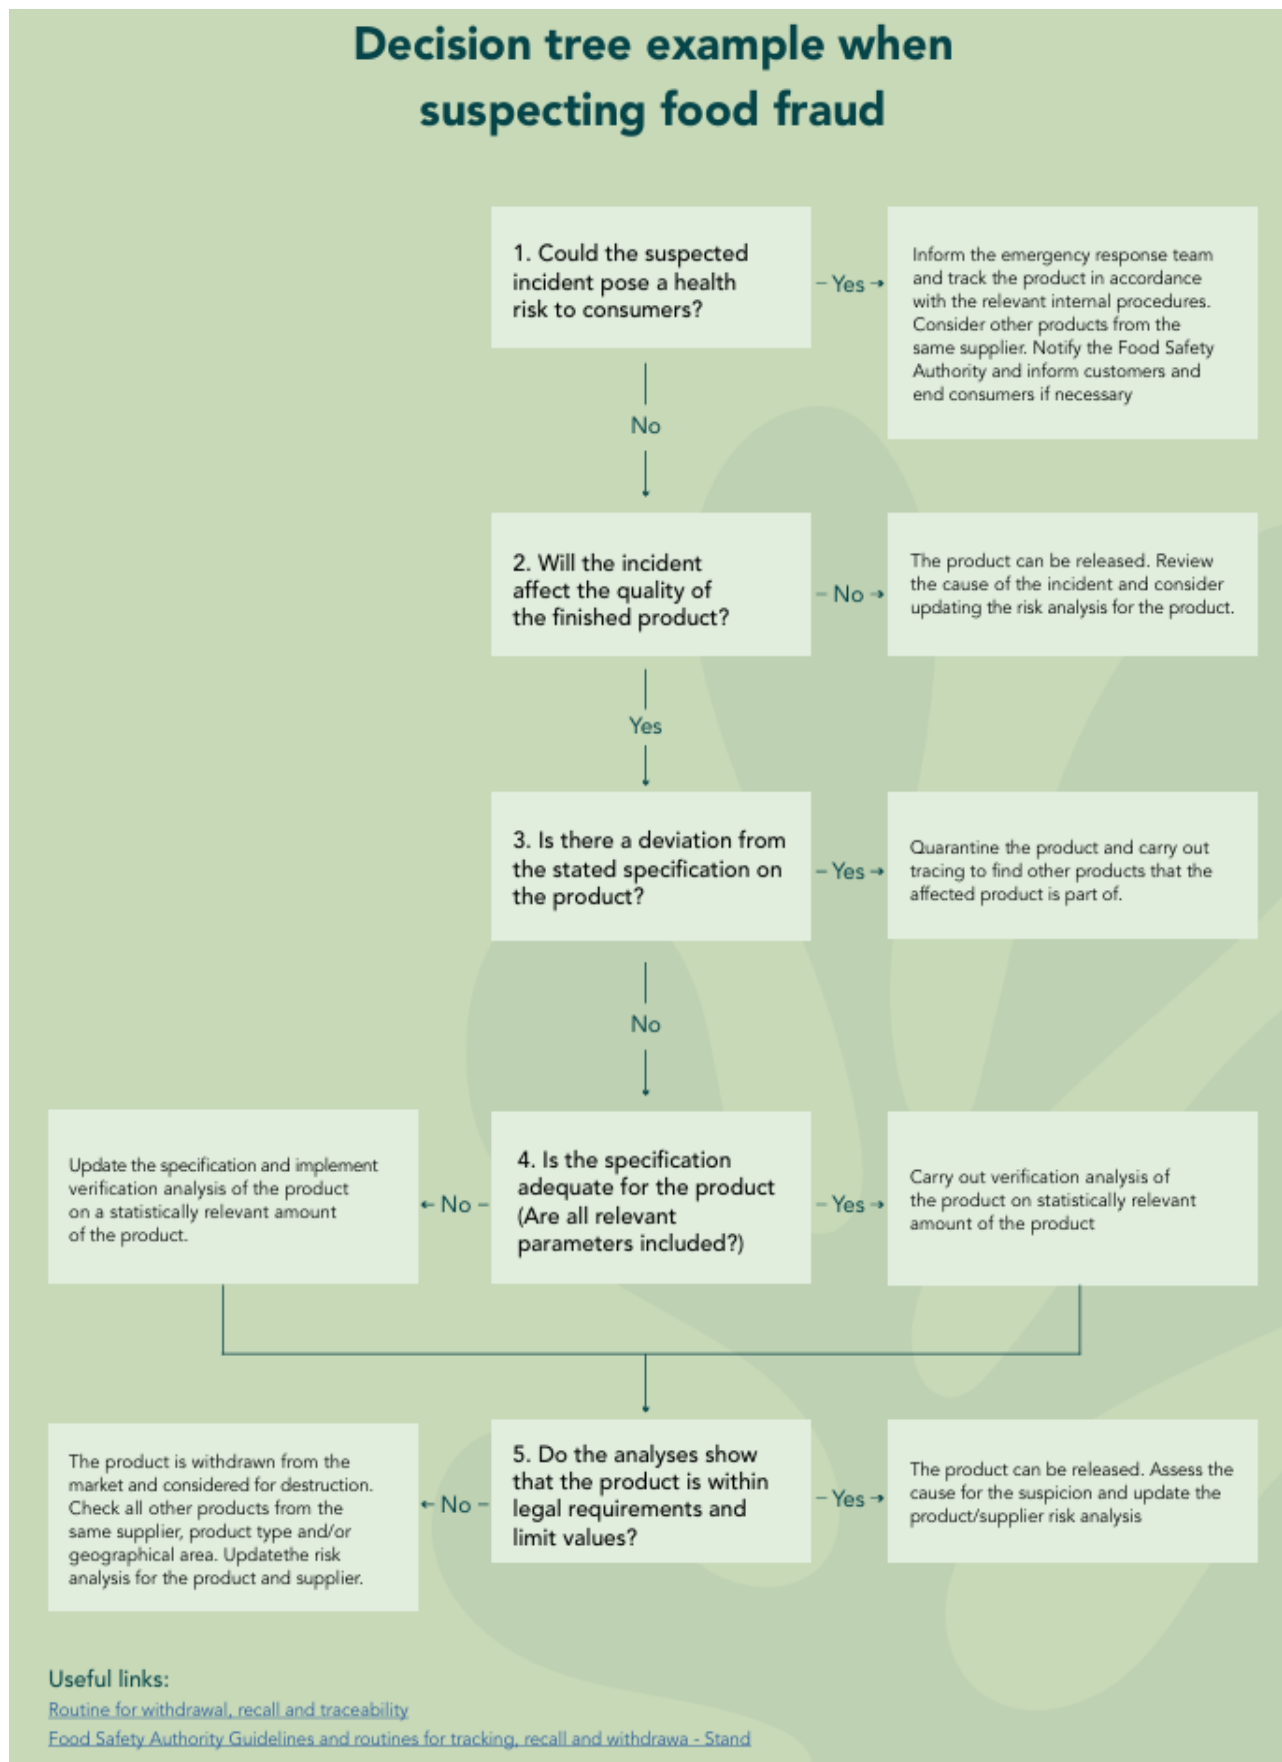 Decision tree example when
suspecting food fraud
1. Could the suspected
incident pose a health
risk to consumers?
Yes
Inform the emergency response team
and track the product in accordance
with the relevant internal procedures.
Consider other products from the
same supplier. Notify the Food Safety
Authority and inform customers and
end consumers if necessary
No
2. Will the incident
affect the quality of
the finished product?
No
The product can be released. Review
the cause of the incident and consider
updating the risk analysis for the product.
Yes
3. Is there a deviation from
the stated specification on
the product?
Yes
Quarantine the product and carry out
tracing to find other products that the
affected product is part of.
No
Update the specification and implement
verification analysis of the product
on a statistically relevant amount
of the product.
No
4. Is the specification
adequate for the product
(Are all relevant
parameters included?)
Yes
Carry out verification analysis of
the product on statistically relevant
amount of the product
The product is withdrawn from the
market and considered for destruction.
Check all other products from the
same supplier, product type and/or
geographical area. Updatethe risk
analysis for the product and supplier.
No
5. Do the analyses show
that the product is within
legal requirements and
limit values?
Yes
The product can be released. Assess the
cause for the suspicion and update the
product/supplier risk analysis
Useful links:
Routine for withdrawal, recall and traceability
Food Safety Authority Guidelines and routines for tracking, recall and withdrawa - Stand